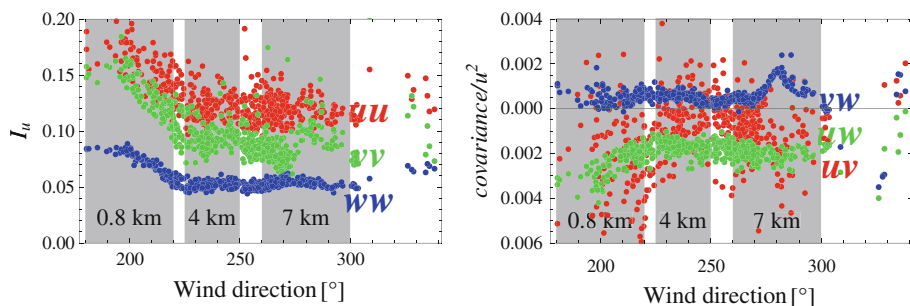 0.20
0.15
0.10
0.05
0.00
I_u
uu
vv
ww
0.8 km
4 km
7 km
200
250
300
Wind direction [°]
0.004
0.002
0.000
0.002
0.004
0.006
covariance/u²
vw
uw
uv
0.8 km
4 km
7 km
200
250
300
Wind direction [°]